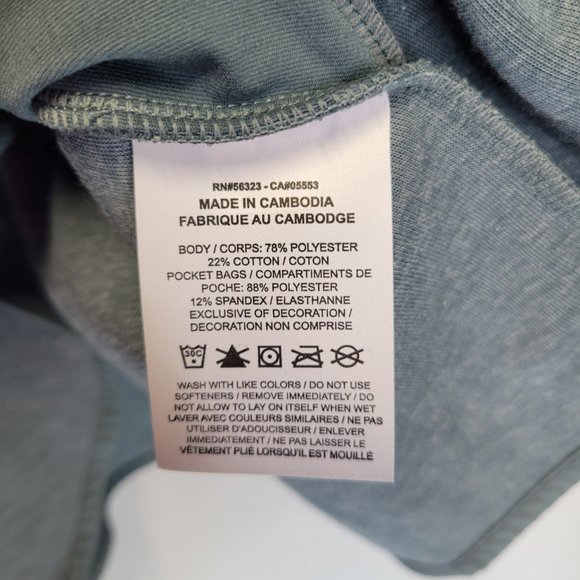 RN#56323 - CA#05553
MADE IN CAMBODIA
FABRIQUE AU CAMBODGE
BODY / CORPS: 78% POLYESTER
22% COTTON / COTON
POCKET BAGS / COMPARTIMENTS DE
POCHE: 88% POLYESTER
12% SPANDEX / ELASTHANNE
EXCLUSIVE OF DECORATION /
DECORATION NON COMPRISE
30C
WASH WITH LIKE COLORS / DO NOT USE
SOFTENERS / REMOVE IMMEDIATELY / DO
NOT ALLOW TO LAY ON ITSELF WHEN WET
LAVER AVEC COULEURS SIMILAIRES / NE PAS
UTILISER D'ADOUCISSEUR / ENLEVER
IMMEDIATEMENT / NE PAS LAISSER LE
VÊTEMENT PLIÉ LORSQU'IL EST MOUILLÉ